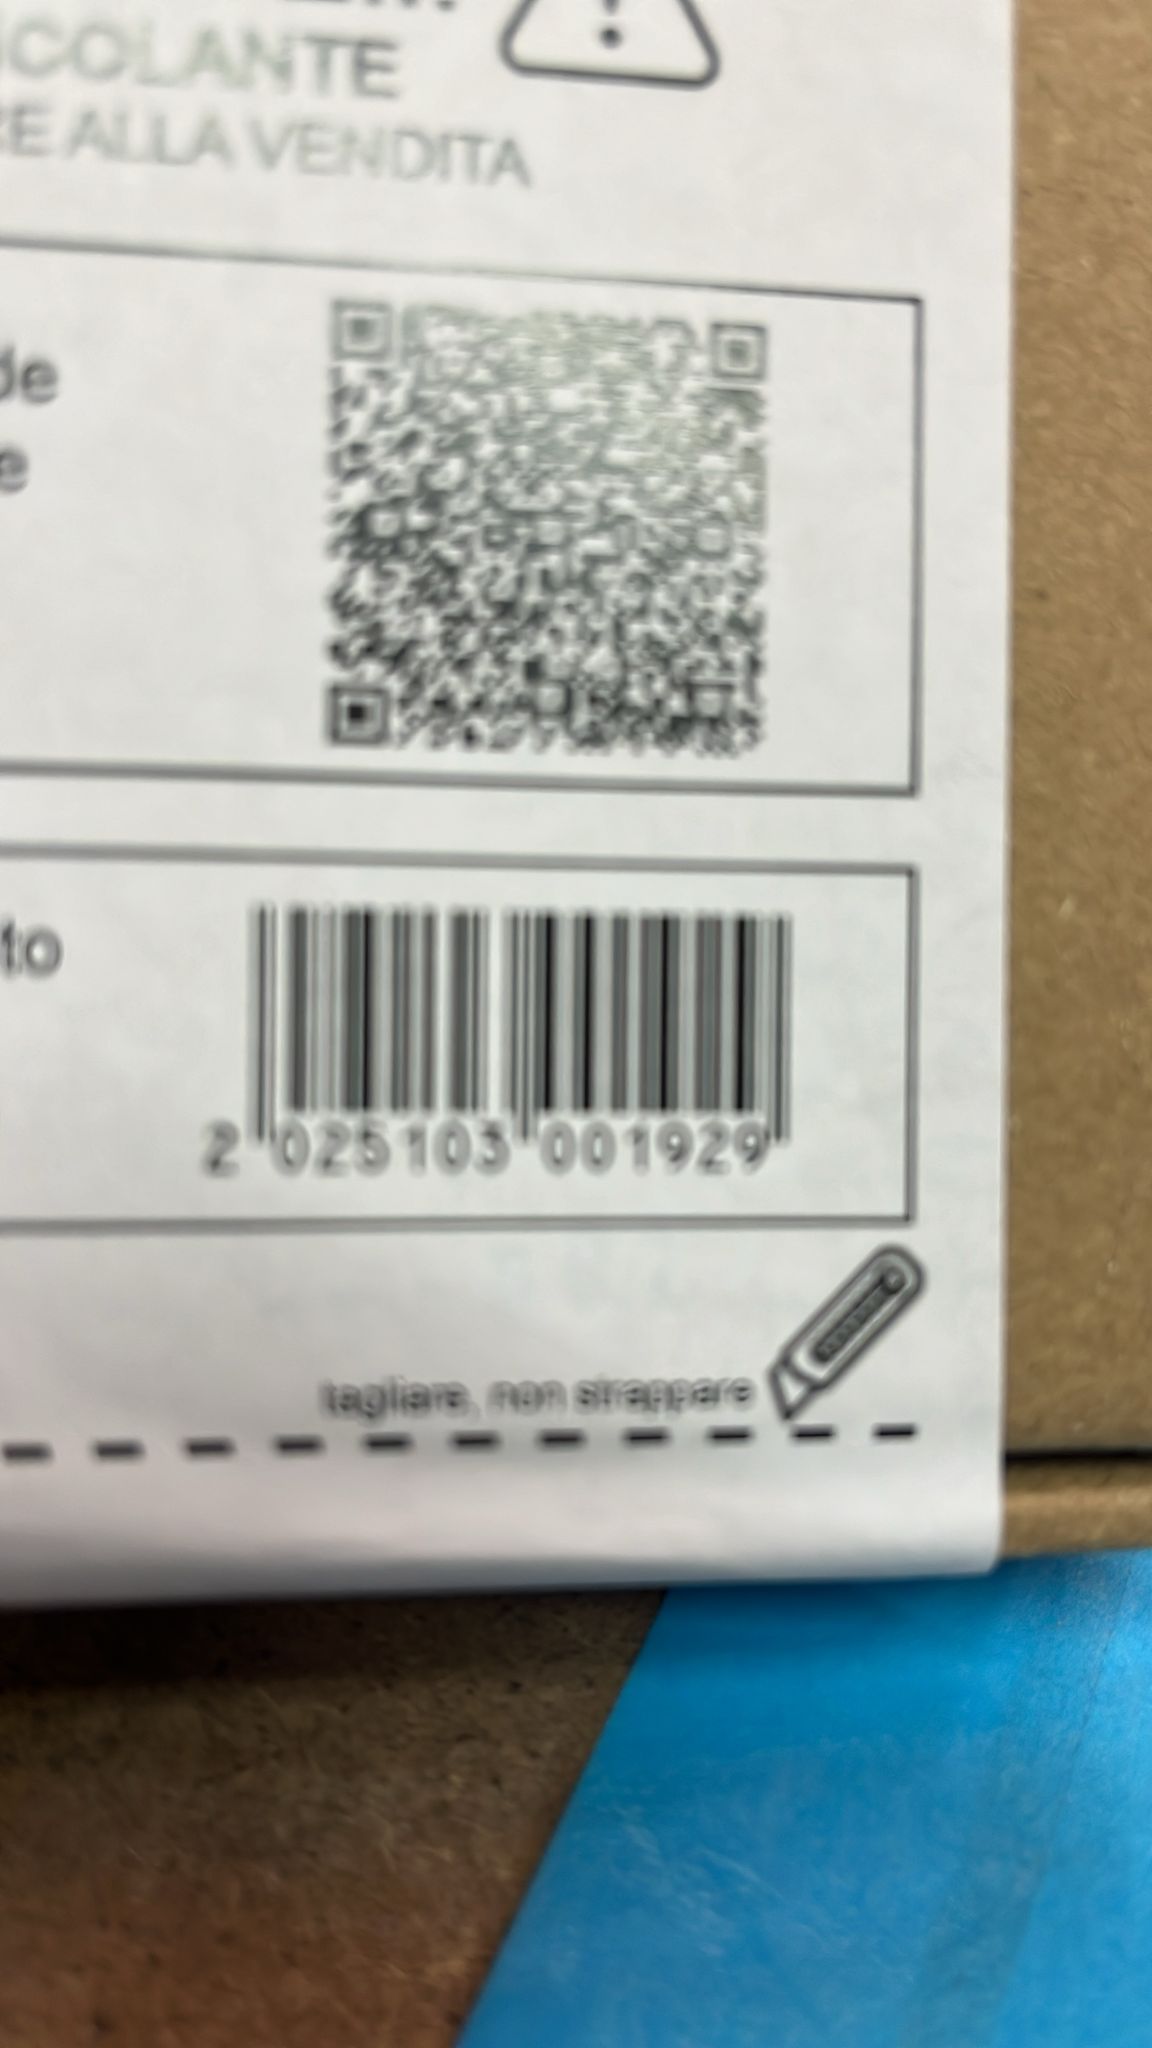 ICOLANTE
RE ALLA VENDITA
de
e
to
2 025103 001929
tagliare, non strappare